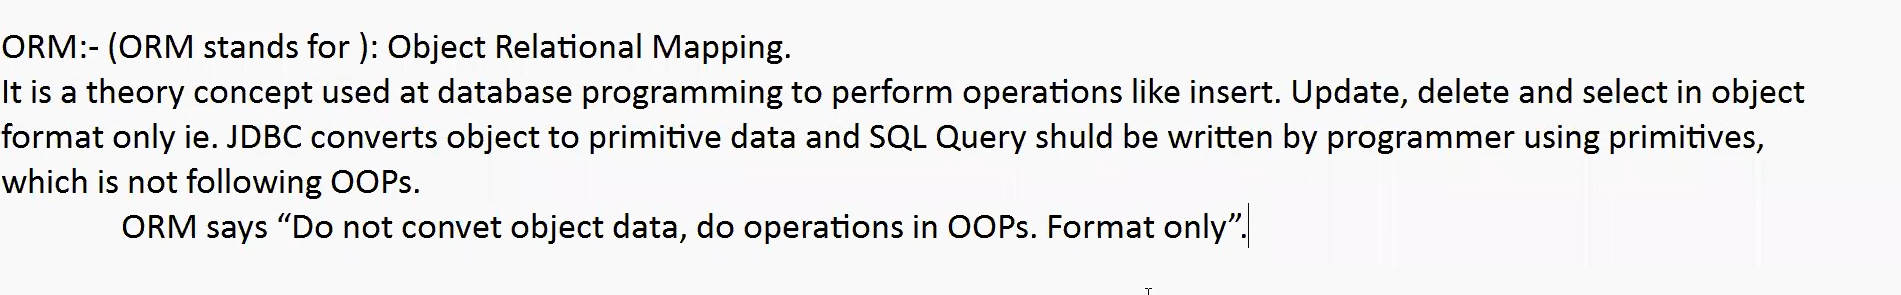 ORM:- (ORM stands for ): Object Relational Mapping.
It is a theory concept used at database programming to perform operations like insert. Update, delete and select in object
format only ie. JDBC converts object to primitive data and SQL Query shuld be written by programmer using primitives,
which is not following OOPs.
ORM says “Do not convet object data, do operations in OOPs. Format only”.